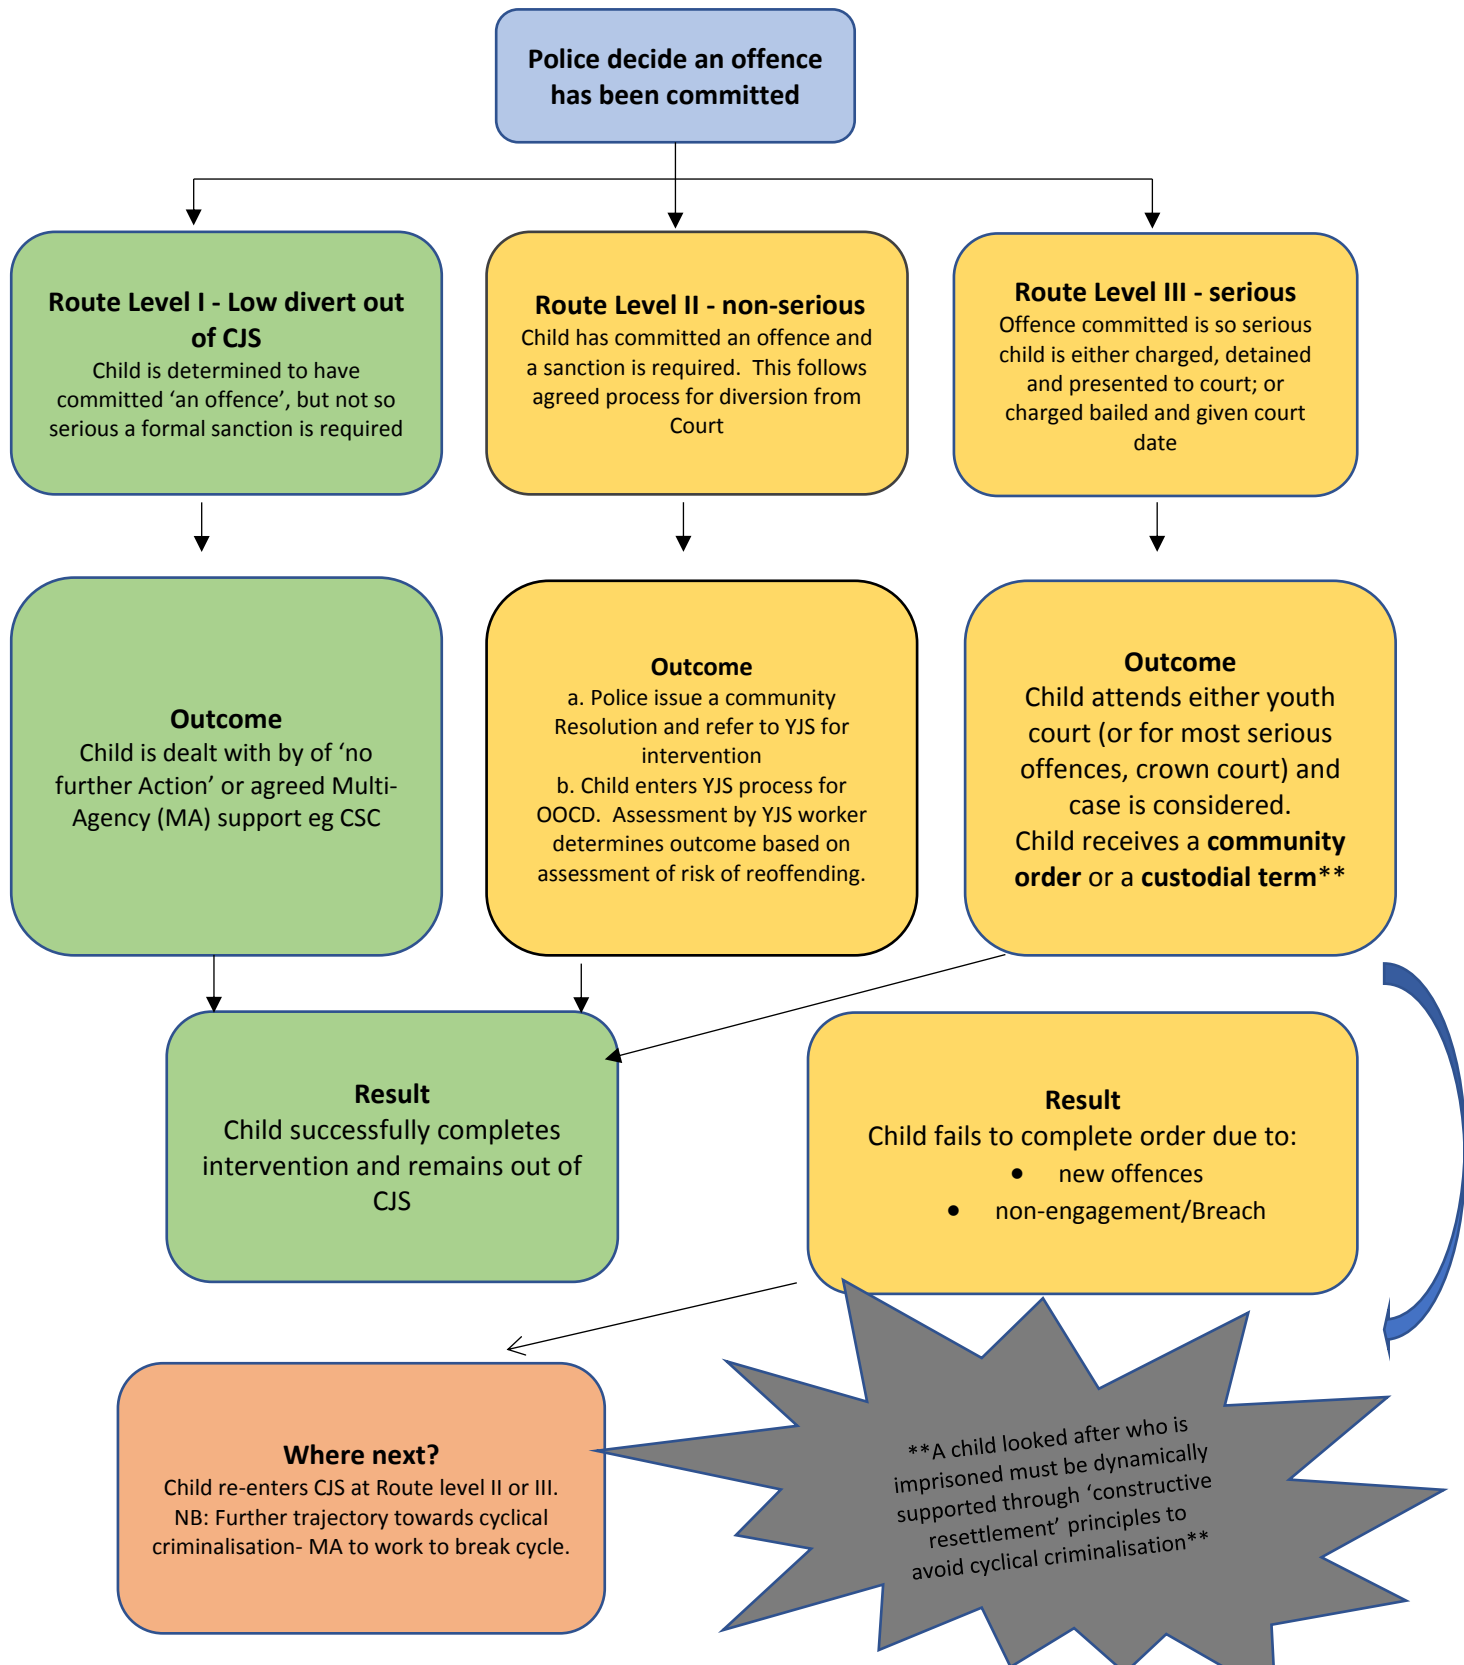 Police decide an offence
has been committed
Route Level I - Low divert out
of CJS
Child is determined to have
committed ‘an offence’, but not so
serious a formal sanction is required
Route Level II - non-serious
Child has committed an offence and
a sanction is required.  This follows
agreed process for diversion from
Court
Route Level III - serious
Offence committed is so serious
child is either charged, detained
and presented to court; or
charged bailed and given court
date
Outcome
Child is dealt with by of ‘no
further Action’ or agreed Multi-
Agency (MA) support eg CSC
Outcome
a. Police issue a community
Resolution and refer to YJS for
intervention
b. Child enters YJS process for
OOCD.  Assessment by YJS worker
determines outcome based on
assessment of risk of reoffending.
Outcome
Child attends either youth
court (or for most serious
offences, crown court) and
case is considered.
Child receives a community
order or a custodial term**
Result
Child successfully completes
intervention and remains out of
CJS
Result
Child fails to complete order due to:
• new offences
• non-engagement/Breach
Where next?
Child re-enters CJS at Route level II or III.
NB: Further trajectory towards cyclical
criminalisation- MA to work to break cycle.
**A child looked after who is
imprisoned must be dynamically
supported through ‘constructive
resettlement’ principles to
avoid cyclical criminalisation**